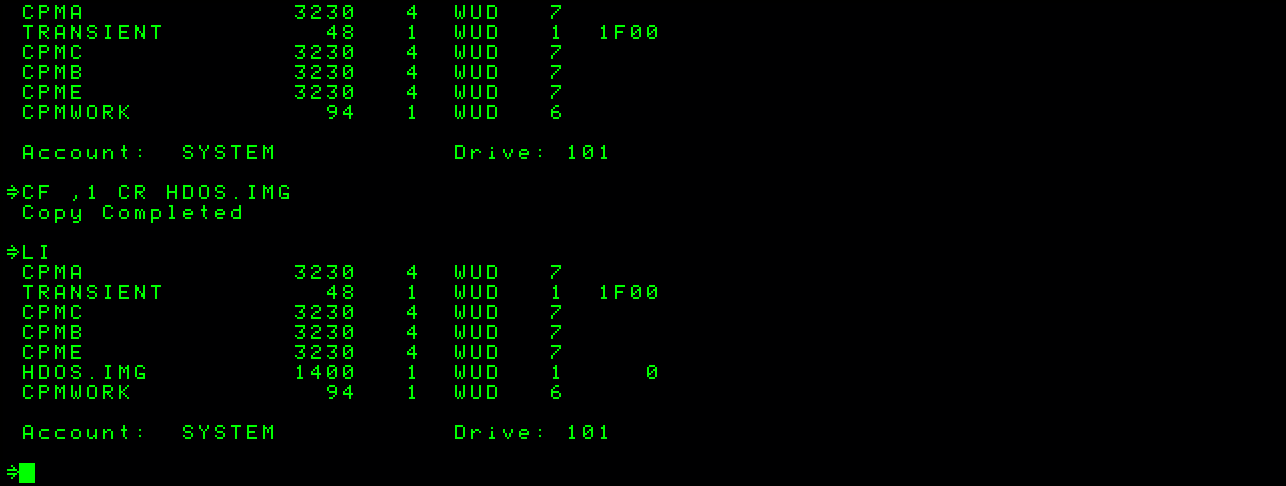 CPMA 3230 4 WUD 7
TRANSIENT 48 1 WUD 1 1F00
CPMC 3230 4 WUD 7
CPMB 3230 4 WUD 7
CPME 3230 4 WUD 7
CPMWORK 94 1 WUD 6
Account: SYSTEM Drive: 101
⇒CF ,1 CR HDOS.IMG
Copy Completed
⇒LI
CPMA 3230 4 WUD 7
TRANSIENT 48 1 WUD 1 1F00
CPMC 3230 4 WUD 7
CPMB 3230 4 WUD 7
CPME 3230 4 WUD 7
HDOS.IMG 1400 1 WUD 1 0
CPMWORK 94 1 WUD 6
Account: SYSTEM Drive: 101
⇒